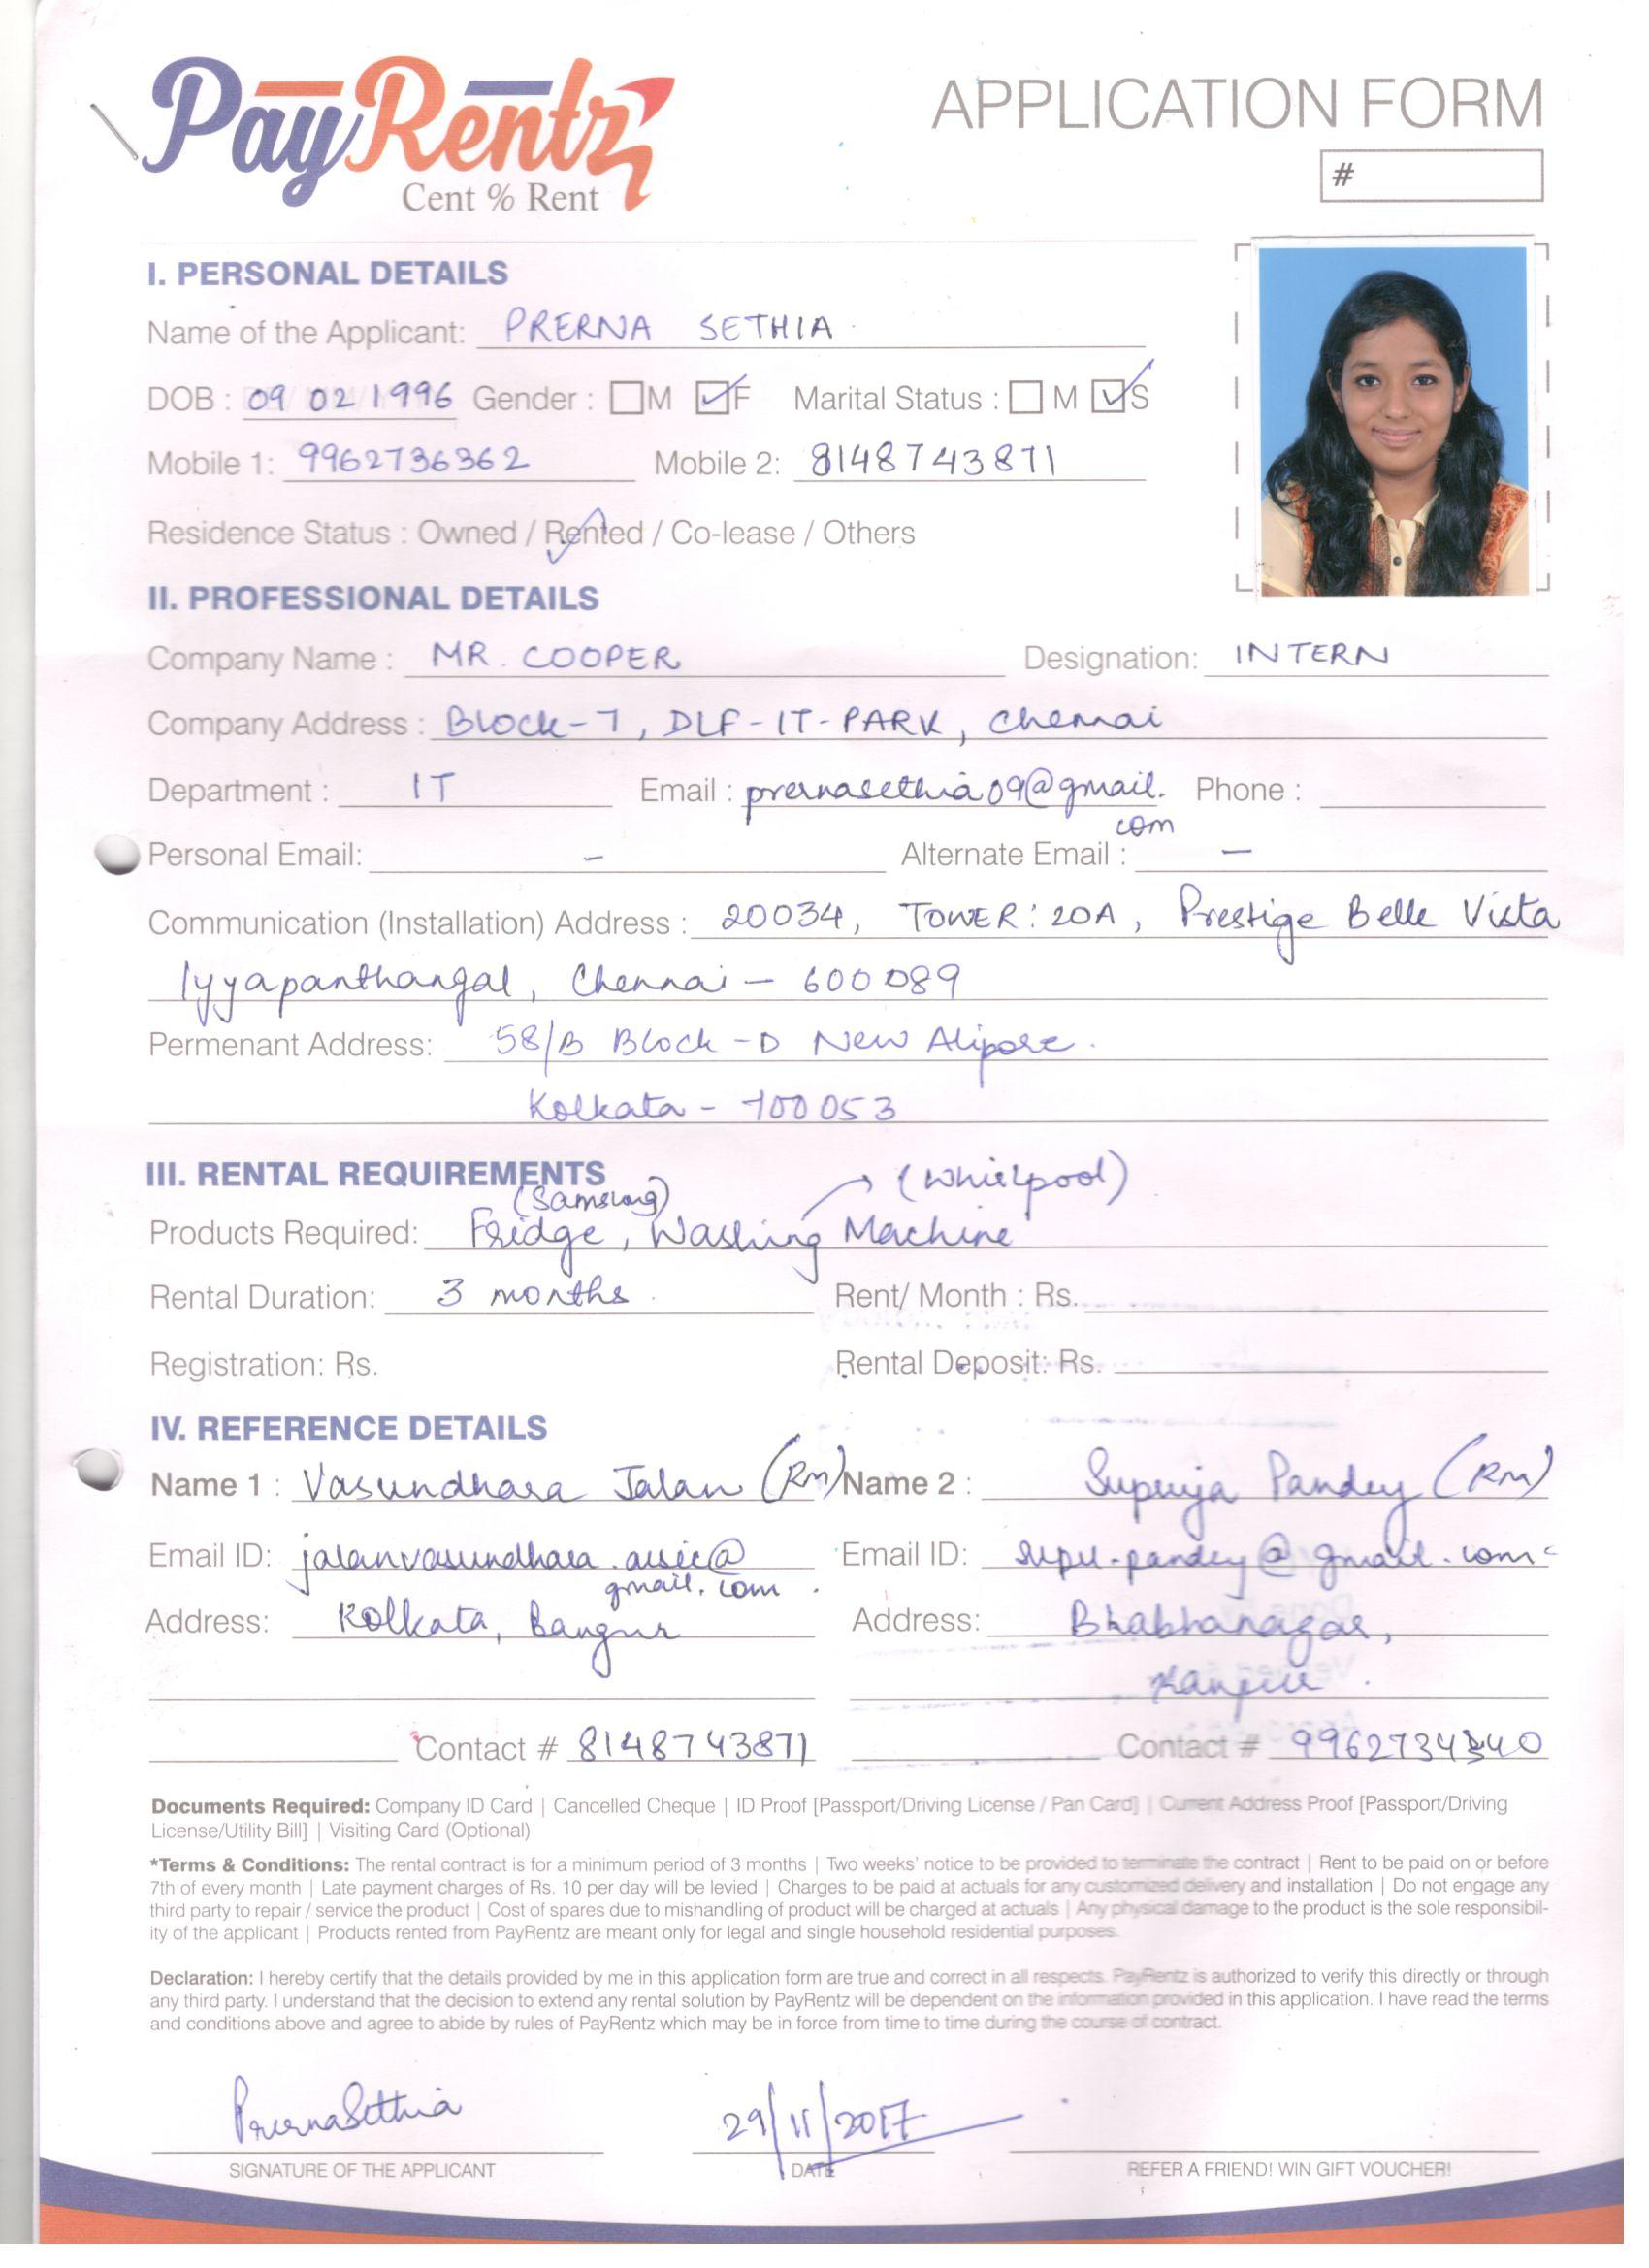 PayRentz
Cent % Rent
APPLICATION FORM
#
I. PERSONAL DETAILS
Name of the Applicant: PRERNA SETHIA
DOB : 09 02 1996 Gender : M F Marital Status : M S
Mobile 1: 9962736362 Mobile 2: 8148743871
Residence Status : Owned / Rented / Co-lease / Others
II. PROFESSIONAL DETAILS
Company Name : MR. COOPER Designation: INTERN
Company Address : Block-7, DLF-IT-PARK, Chennai
Department : IT Email : prernasethia09@gmail. Phone :
com
Personal Email: - Alternate Email : -
Communication (Installation) Address : 20034, TOWER: 20A, Prestige Belle Vista
Iyyapanthangal, Chennai - 600089
Permenant Address: 58/B Block -D New Alipore.
Kolkata - 700053
III. RENTAL REQUIREMENTS (Whirlpool)
(Samsung)
Products Required: Fridge, Washing Machine
Rental Duration: 3 months. Rent/ Month : Rs.
Registration: Rs. Rental Deposit: Rs.
IV. REFERENCE DETAILS
Name 1 : Vasundhara Jalan (RM) Name 2 : Pandey (RM)
Email ID: @ Email ID: supu.pandey@gmail.com
gmail.com.
Address: Kolkata, Bangur Address:
Contact # 8148743871 Contact #
Documents Required: Company ID Card | Cancelled Cheque | ID Proof [Passport/Driving License / Pan Card] | Current Address Proof [Passport/Driving
License/Utility Bill] | Visiting Card (Optional)
*Terms & Conditions: The rental contract is for a minimum period of 3 months | Two weeks' notice to be provided to terminate the contract | Rent to be paid on or before
7th of every month | Late payment charges of Rs. 10 per day will be levied | Charges to be paid at actuals for any customized delivery and installation | Do not engage any
third party to repair / service the product | Cost of spares due to mishandling of product will be charged at actuals | Any physical damage to the product is the sole responsibil-
ity of the applicant | Products rented from PayRentz are meant only for legal and single household residential purposes.
Declaration: I hereby certify that the details provided by me in this application form are true and correct in all respects. PayRentz is authorized to verify this directly or through
any third party. I understand that the decision to extend any rental solution by PayRentz will be dependent on the information provided in this application. I have read the terms
and conditions above and agree to abide by rules of PayRentz which may be in force from time to time during the course of contract.
Prerna Sethia 29/11/2017
SIGNATURE OF THE APPLICANT DATE REFER A FRIEND! WIN GIFT VOUCHER!